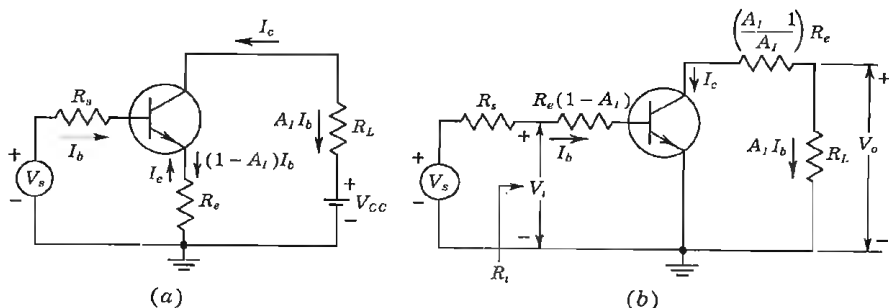 I_c
R_s
I_b
A_I I_b
R_L
(1 − A_I)I_b
I_c
R_e
+
V_s
−
+
V_CC
−
(a)
(A_I 1 / A_I) R_e
R_s
R_e(1 − A_I)
I_c
+
I_b
+
V_s
−
V_i
−
R_i
A_I I_b
R_L
V_o
+
−
(b)